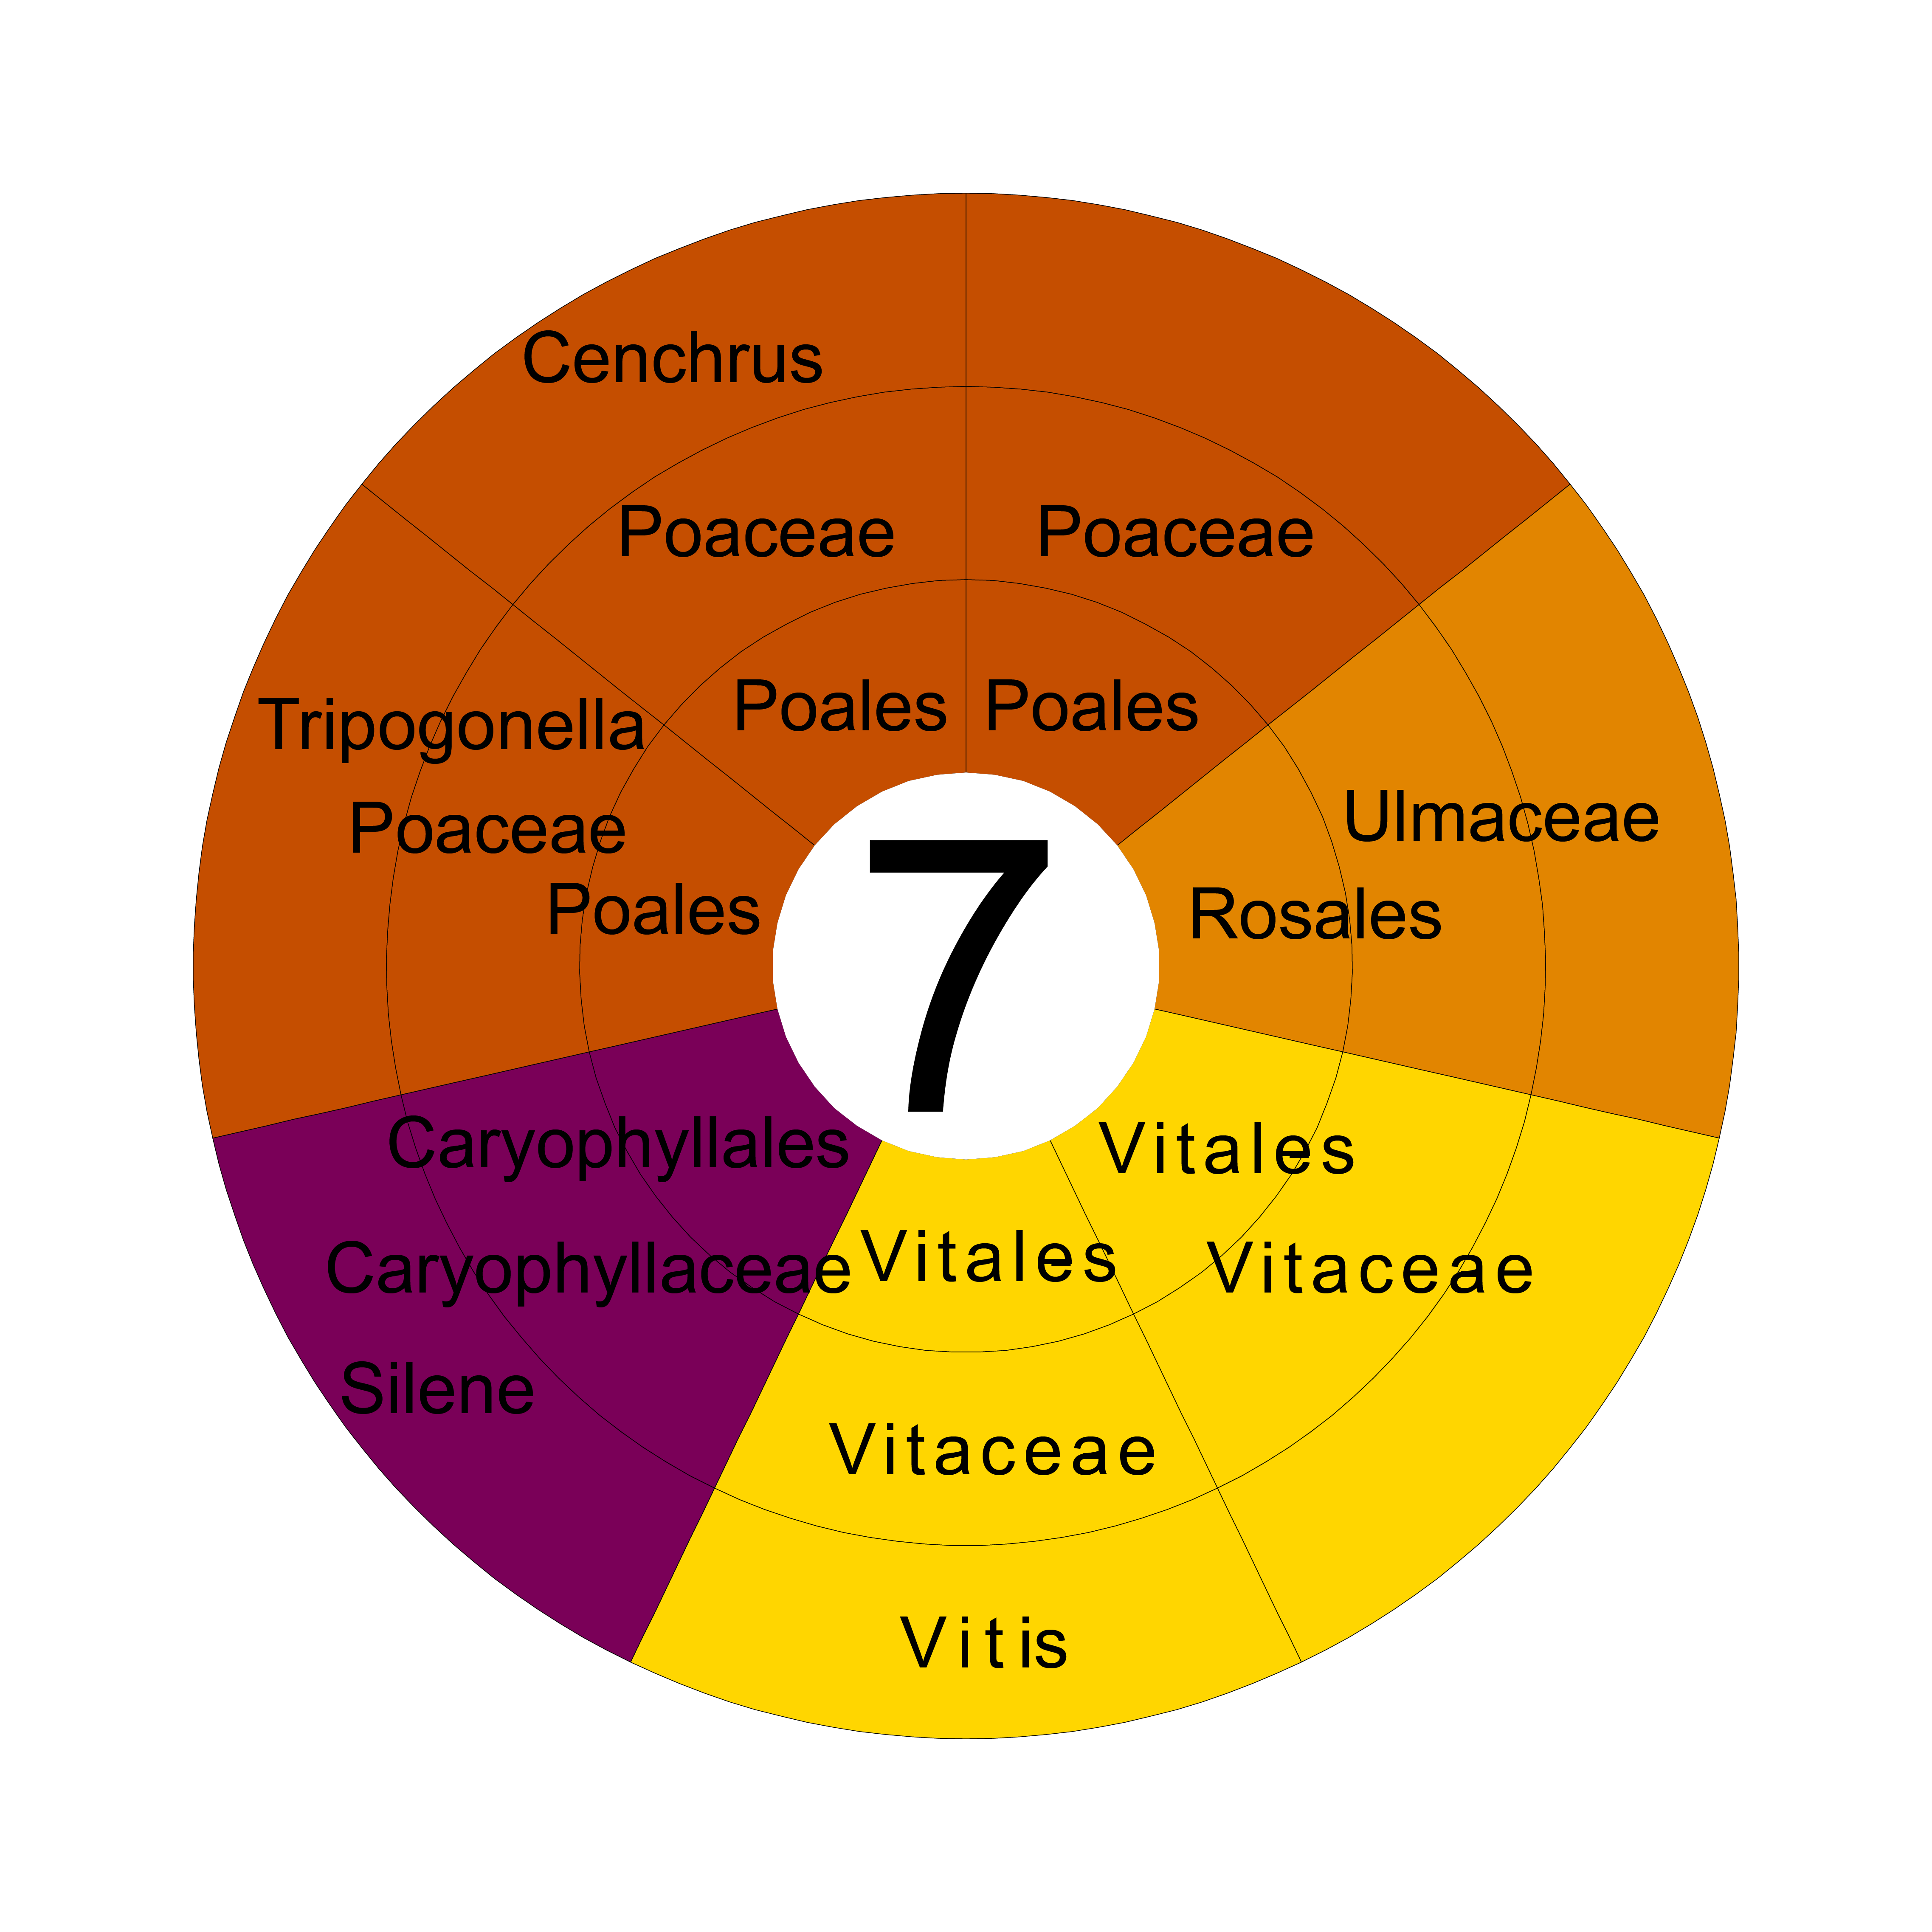 Cenchrus
Poaceae
Poaceae
Poales
Poales
Tripogonella
Poaceae
Poales
Ulmaceae
Rosales
7
Caryophyllales
Vitales
Caryophyllaceae
Vitales
Vitaceae
Silene
Vitaceae
Vitis